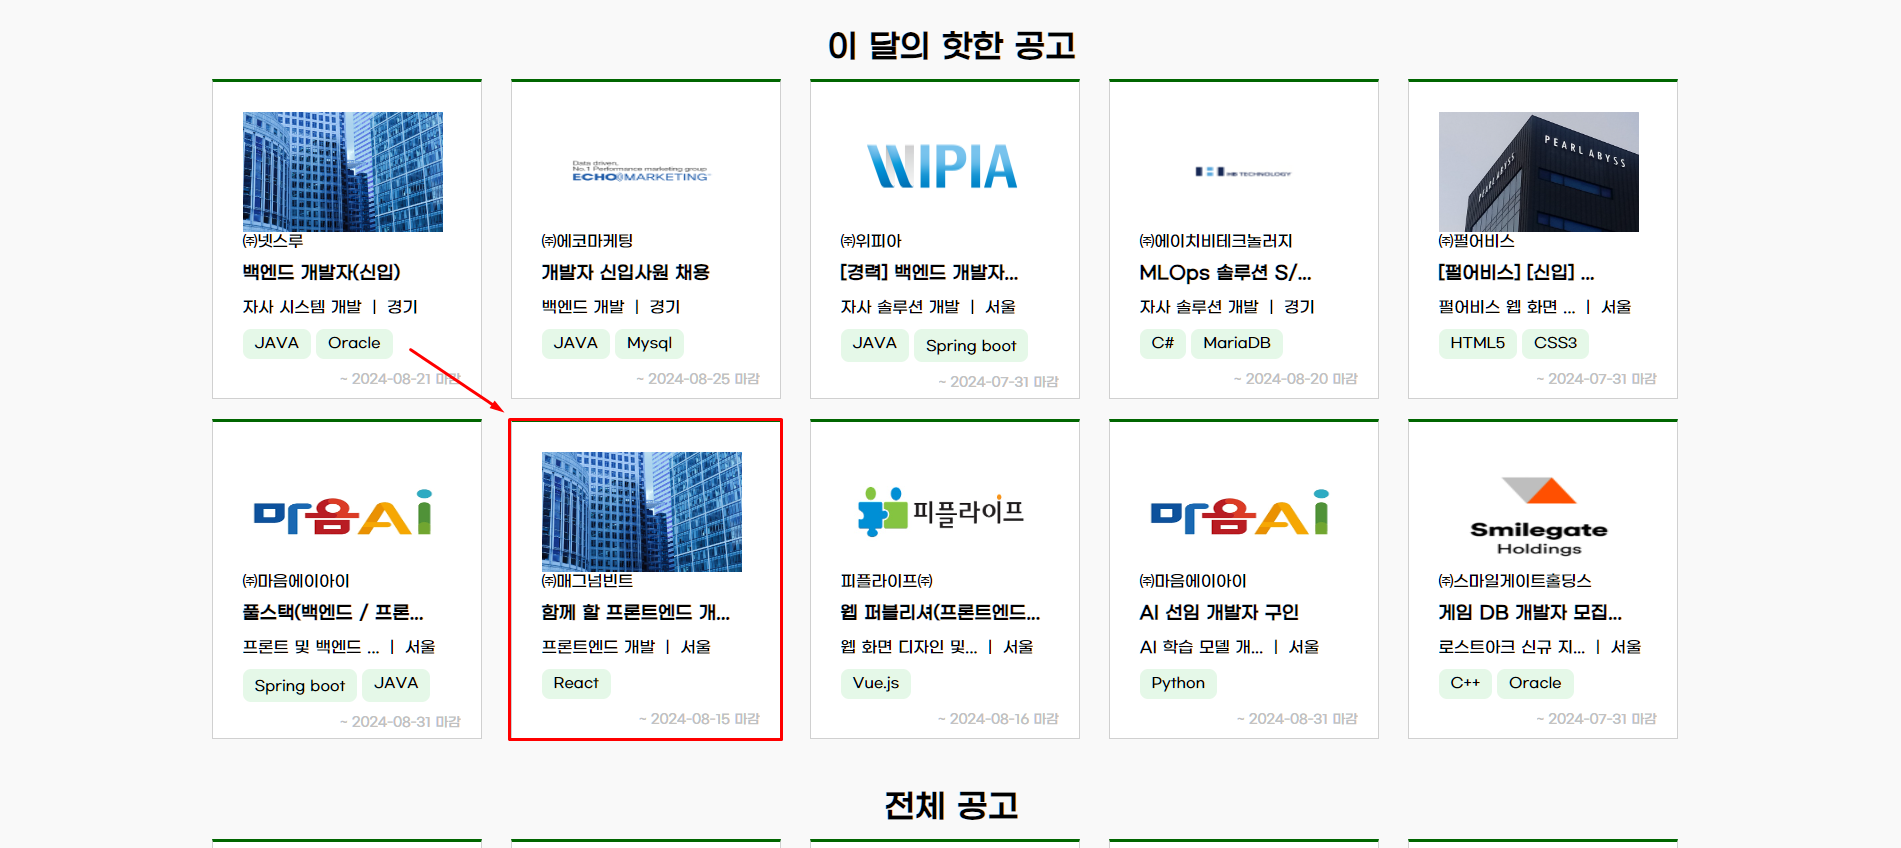 이 달의 핫한 공고
㈜넷스루
백엔드 개발자(신입)
자사 시스템 개발 | 경기
JAVA Oracle
~ 2024-08-21 마감
Data driven,
No.1 Performance marketing group
ECHO@MARKETING
㈜에코마케팅
개발자 신입사원 채용
백엔드 개발 | 경기
JAVA Mysql
~ 2024-08-25 마감
WIPIA
㈜위피아
[경력] 백엔드 개발자...
자사 솔루션 개발 | 서울
JAVA Spring boot
~ 2024-07-31 마감
HB TECHNOLOGY
㈜에이치비테크놀러지
MLOps 솔루션 S/...
자사 솔루션 개발 | 경기
C# MariaDB
~ 2024-08-20 마감
PEARL ABYSS
PEARL ABYSS
㈜펄어비스
[펄어비스] [신입] ...
펄어비스 웹 화면 ... | 서울
HTML5 CSS3
~ 2024-07-31 마감
마음Ai
㈜마음에이아이
풀스택(백엔드 / 프론...
프론트 및 백엔드 ... | 서울
Spring boot JAVA
~ 2024-08-31 마감
㈜매그넘빈트
함께 할 프론트엔드 개...
프론트엔드 개발 | 서울
React
~ 2024-08-15 마감
피플라이프
피플라이프㈜
웹 퍼블리셔(프론트엔드...
웹 화면 디자인 및... | 서울
Vue.js
~ 2024-08-16 마감
마음Ai
㈜마음에이아이
AI 선임 개발자 구인
AI 학습 모델 개... | 서울
Python
~ 2024-08-31 마감
Smilegate
Holdings
㈜스마일게이트홀딩스
게임 DB 개발자 모집...
로스트아크 신규 지... | 서울
C++ Oracle
~ 2024-07-31 마감
전체 공고